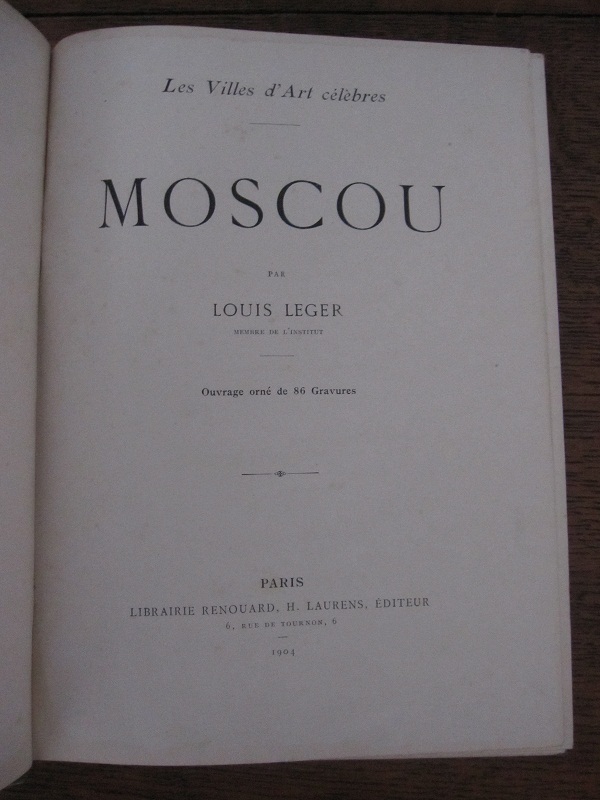 Les Villes d'Art célèbres
MOSCOU
PAR
LOUIS LEGER
MEMBRE DE L'INSTITUT
Ouvrage orné de 86 Gravures
PARIS
LIBRAIRIE RENOUARD, H. LAURENS, ÉDITEUR
6, RUE DE TOURNON, 6
1904